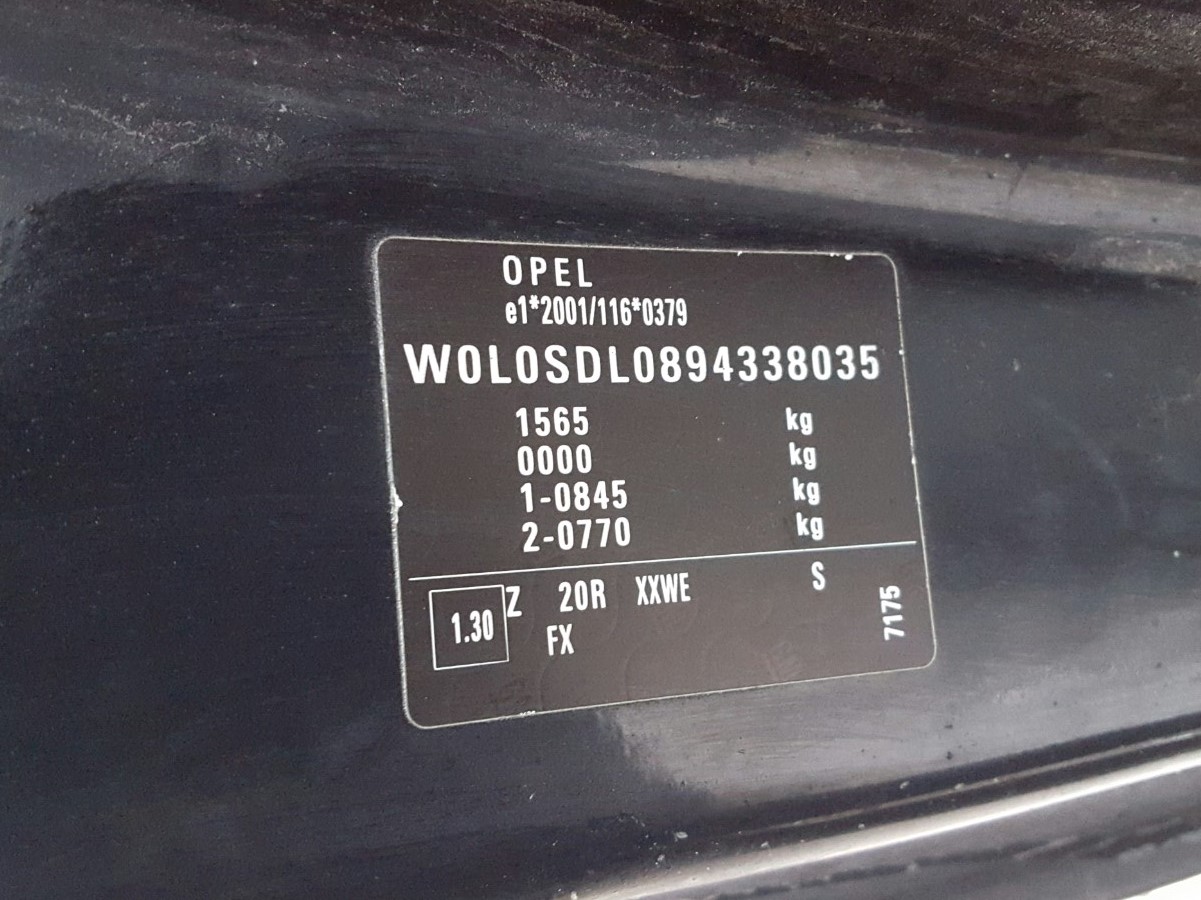 OPEL
e1*2001/116*0379
W0L0SDL0894338035
1565 kg
0000 kg
1-0845 kg
2-0770 kg
1.30 Z 20R XXWE S
FX
7175